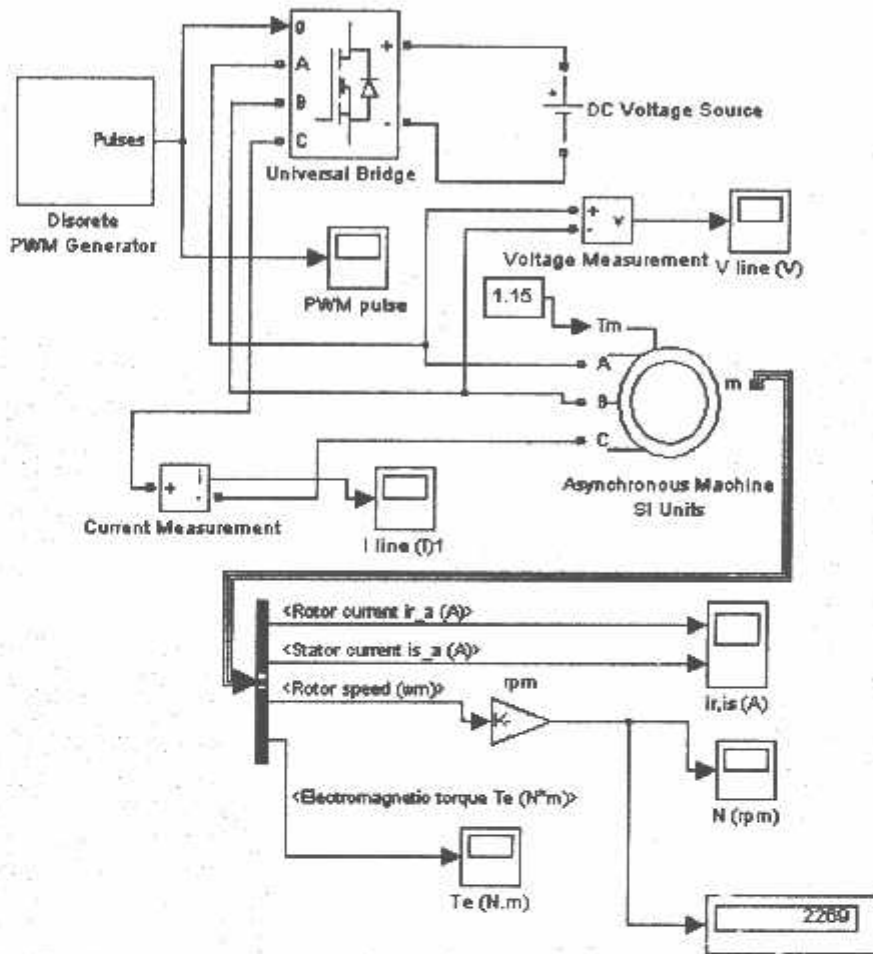 g
+
A
Pulses
B
C
-
Universal Bridge
+
DC Voltage Source
Discrete
PWM Generator
+
-
v
Voltage Measurement
V line (V)
PWM pulse
1.15
Tm
A
B
C
m
Asynchronous Machine
SI Units
+
i
-
Current Measurement
I line (I)1
<Rotor current ir_a (A)>
<Stator current is_a (A)>
<Rotor speed (wm)>
rpm
K-
ir,is (A)
N (rpm)
<Electromagnetic torque Te (N*m)>
Te (N.m)
2269